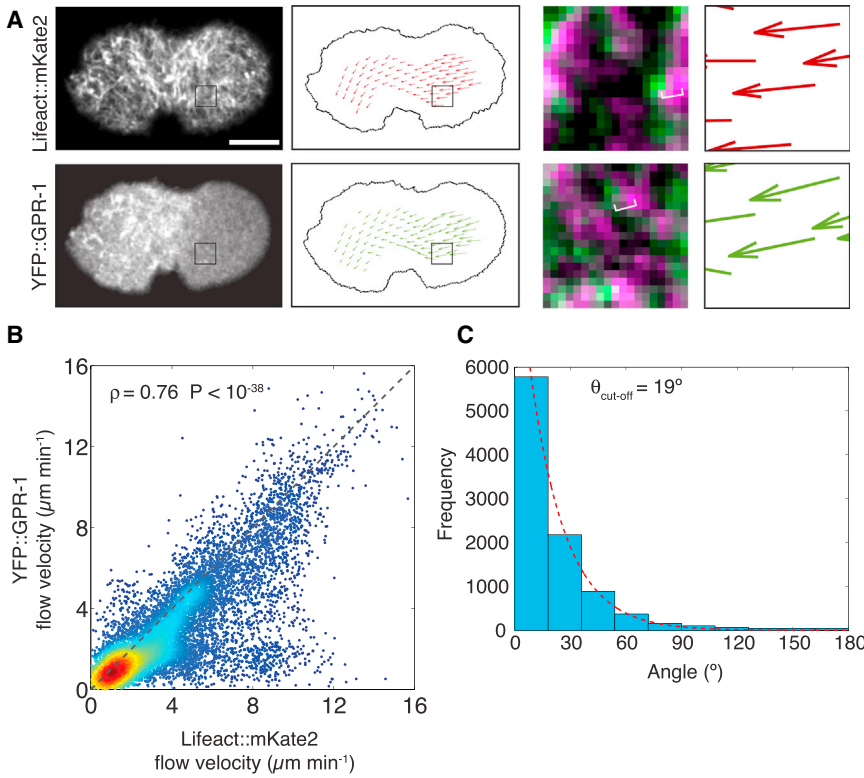 A
Lifeact::mKate2
YFP::GPR-1
B
ρ = 0.76 P < 10⁻³⁸
16
12
8
4
0
YFP::GPR-1
flow velocity (µm min⁻¹)
0 4 8 12 16
Lifeact::mKate2
flow velocity (µm min⁻¹)
C
θcut-off = 19º
6000
5000
4000
3000
2000
1000
0
Frequency
0 30 60 90 120 150 180
Angle (º)